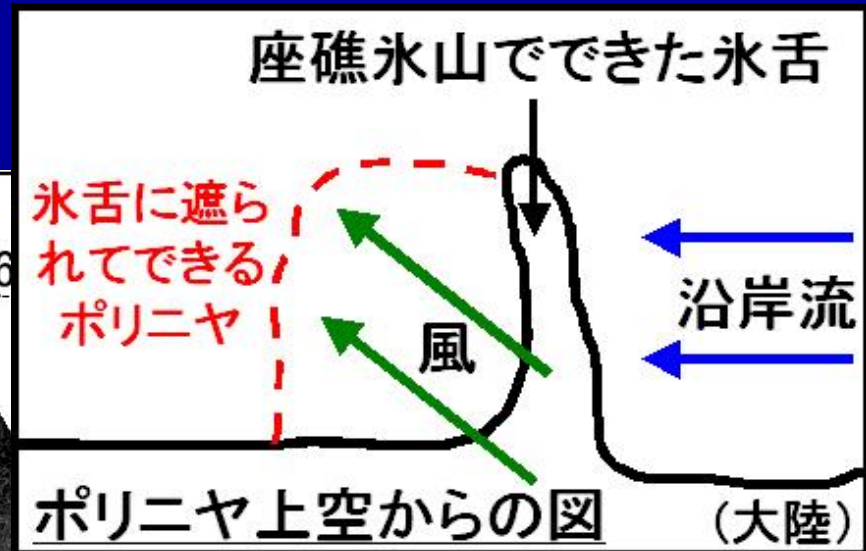 座礁氷山でできた氷舌
氷舌に遮ら
れてできる
ポリニヤ
6
風
沿岸流
ポリニヤ上空からの図
（大陸）